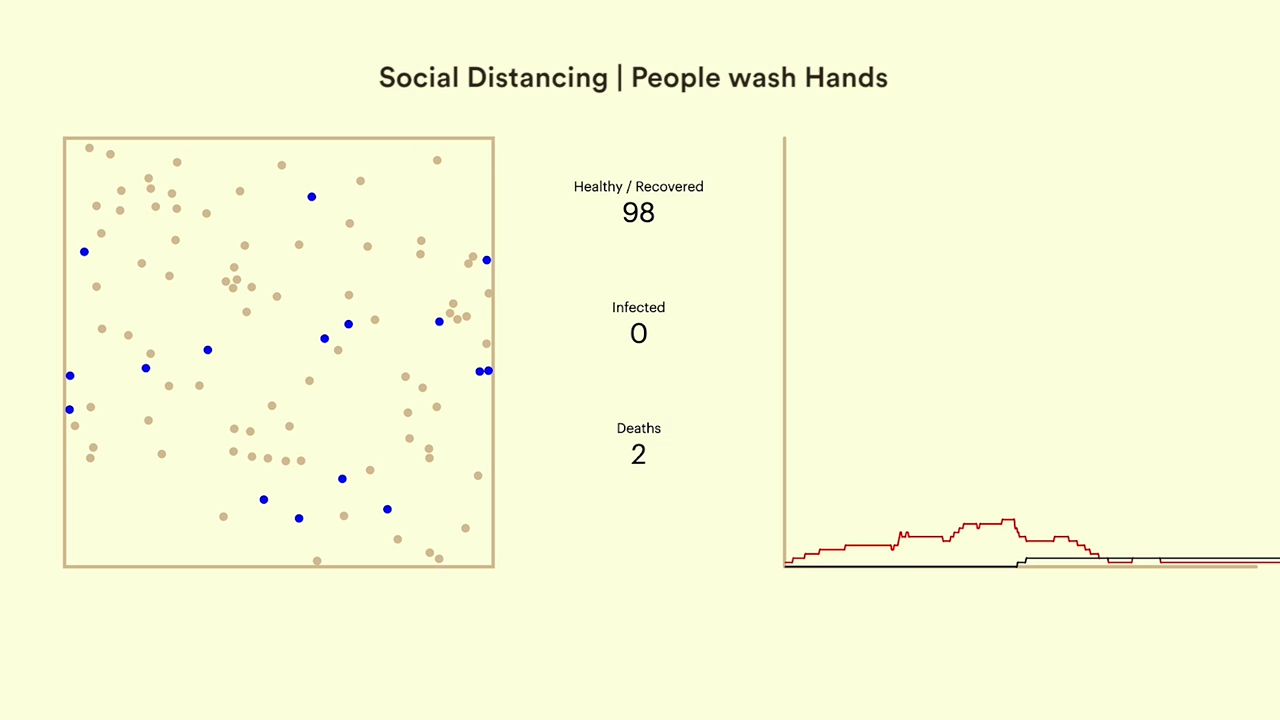 Social Distancing | People wash Hands
Healthy / Recovered
98
Infected
0
Deaths
2